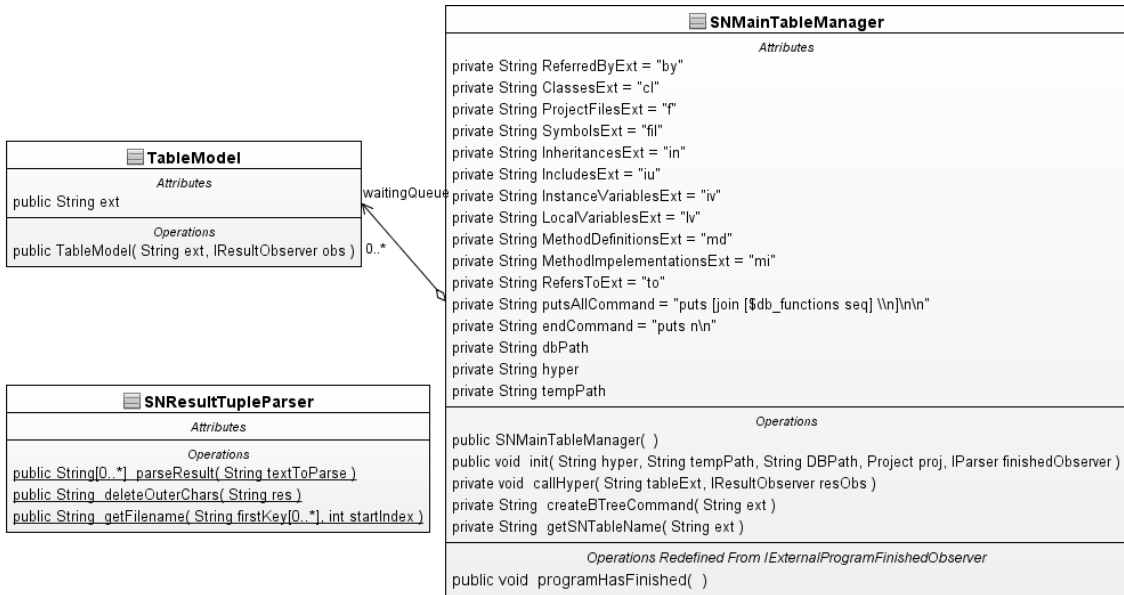 TableModel
Attributes
public String ext
Operations
public TableModel( String ext, IResultObserver obs )
waitingQueue
0..*
SNResultTupleParser
Attributes
Operations
public String[0..*] parseResult( String textToParse )
public String deleteOuterChars( String res )
public String getFilename( String firstKey[0..*], int startIndex )
SNMainTableManager
Attributes
private String ReferredByExt = "by"
private String ClassesExt = "cl"
private String ProjectFilesExt = "f"
private String SymbolsExt = "fil"
private String InheritancesExt = "in"
private String IncludesExt = "iu"
private String InstanceVariablesExt = "iv"
private String LocalVariablesExt = "lv"
private String MethodDefinitionsExt = "md"
private String MethodImpelementationsExt = "mi"
private String RefersToExt = "to"
private String putsAllCommand = "puts [join [$db_functions seq] \\n]\n\n"
private String endCommand = "puts n\n"
private String dbPath
private String hyper
private String tempPath
Operations
public SNMainTableManager( )
public void init( String hyper, String tempPath, String DBPath, Project proj, IParser finishedObserver )
private void callHyper( String tableExt, IResultObserver resObs )
private String createBTreeCommand( String ext )
private String getSNTableName( String ext )
Operations Redefined From IExternalProgramFinishedObserver
public void programHasFinished( )